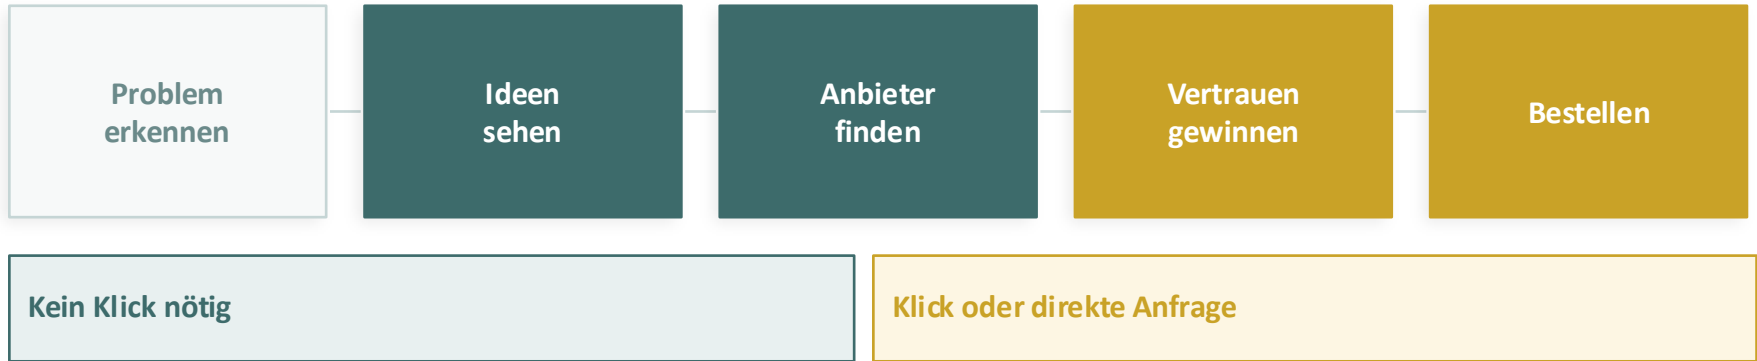 Problem
erkennen
Ideen
sehen
Anbieter
finden
Vertrauen
gewinnen
Bestellen
Kein Klick nötig
Klick oder direkte Anfrage